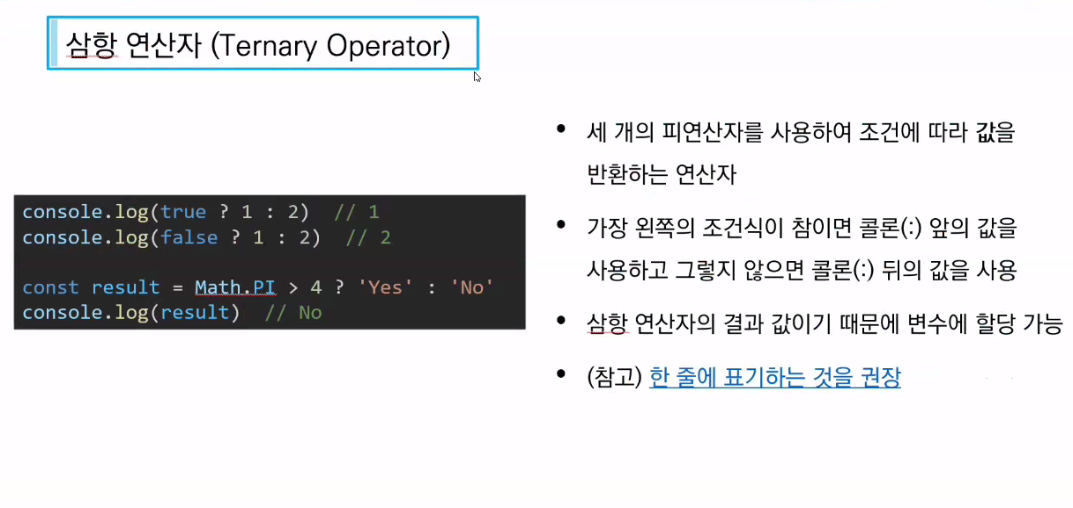 삼항 연산자 (Ternary Operator)
console.log(true ? 1 : 2)  // 1
console.log(false ? 1 : 2)  // 2
const result = Math.PI > 4 ? 'Yes' : 'No'
console.log(result)  // No
• 세 개의 피연산자를 사용하여 조건에 따라 값을
반환하는 연산자
• 가장 왼쪽의 조건식이 참이면 콜론(:) 앞의 값을
사용하고 그렇지 않으면 콜론(:) 뒤의 값을 사용
• 삼항 연산자의 결과 값이기 때문에 변수에 할당 가능
• (참고) 한 줄에 표기하는 것을 권장